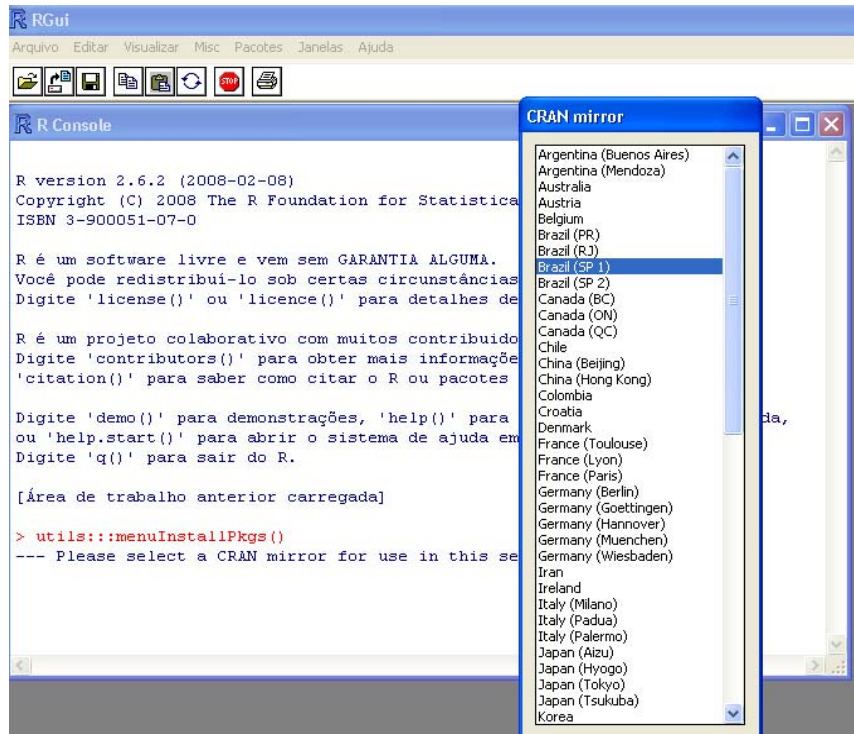 RGui
Arquivo Editar Visualizar Misc Pacotes Janelas Ajuda
STOP
R Console
R version 2.6.2 (2008-02-08)
Copyright (C) 2008 The R Foundation for Statistica
ISBN 3-900051-07-0
R é um software livre e vem sem GARANTIA ALGUMA.
Você pode redistribuí-lo sob certas circunstâncias
Digite 'license()' ou 'licence()' para detalhes de
R é um projeto colaborativo com muitos contribuido
Digite 'contributors()' para obter mais informaçõe
'citation()' para saber como citar o R ou pacotes
Digite 'demo()' para demonstrações, 'help()' para da,
ou 'help.start()' para abrir o sistema de ajuda em
Digite 'q()' para sair do R.
[Área de trabalho anterior carregada]
> utils:::menuInstallPkgs()
--- Please select a CRAN mirror for use in this se
CRAN mirror
Argentina (Buenos Aires)
Argentina (Mendoza)
Australia
Austria
Belgium
Brazil (PR)
Brazil (RJ)
Brazil (SP 1)
Brazil (SP 2)
Canada (BC)
Canada (ON)
Canada (QC)
Chile
China (Beijing)
China (Hong Kong)
Colombia
Croatia
Denmark
France (Toulouse)
France (Lyon)
France (Paris)
Germany (Berlin)
Germany (Goettingen)
Germany (Hannover)
Germany (Muenchen)
Germany (Wiesbaden)
Iran
Ireland
Italy (Milano)
Italy (Padua)
Italy (Palermo)
Japan (Aizu)
Japan (Hyogo)
Japan (Tokyo)
Japan (Tsukuba)
Korea